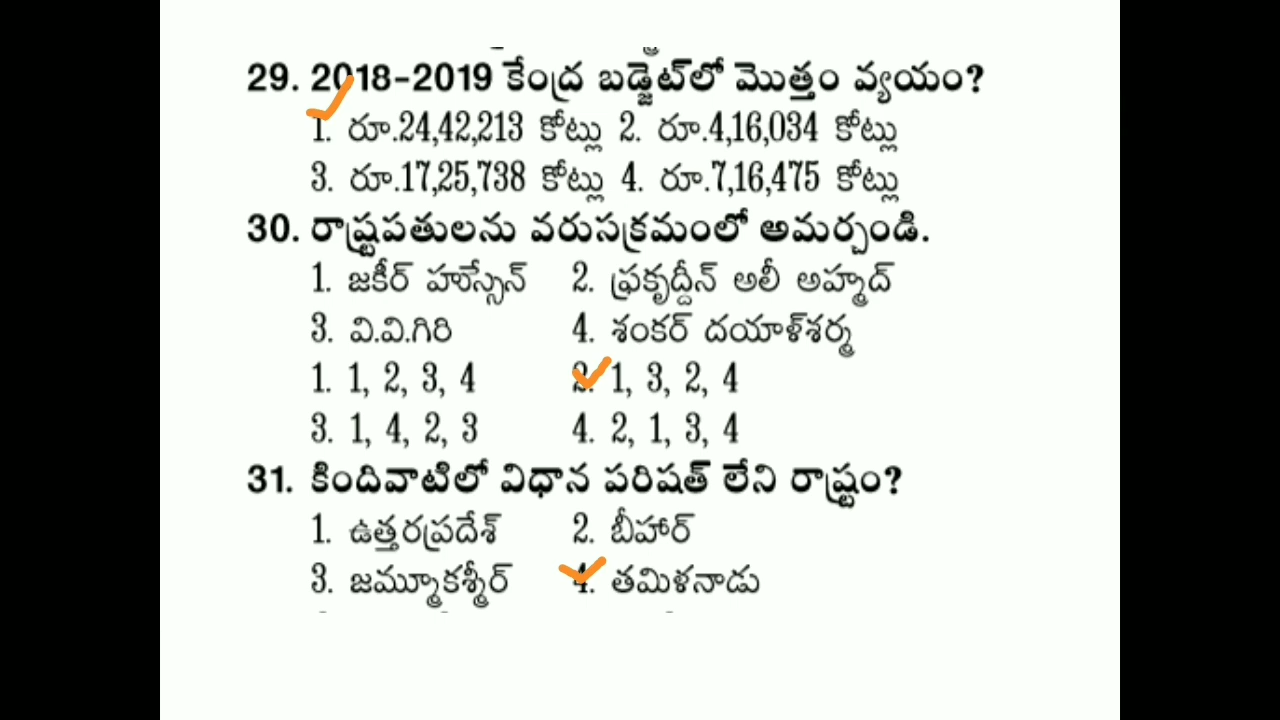 29. 2018-2019 కేంద్ర బడ్జెట్‌లో మొత్తం వ్యయం?
1. రూ.24,42,213 కోట్లు 2. రూ.4,16,034 కోట్లు
3. రూ.17,25,738 కోట్లు 4. రూ.7,16,475 కోట్లు
30. రాష్ట్రపతులను వరుసక్రమంలో అమర్చండి.
1. జకీర్ హుస్సేన్ 2. ఫ్రకృద్దీన్ అలీ అహ్మద్
3. వి.వి.గిరి 4. శంకర్ దయాళ్‌శర్మ
1. 1, 2, 3, 4 2. 1, 3, 2, 4
3. 1, 4, 2, 3 4. 2, 1, 3, 4
31. కిందివాటిలో విధాన పరిషత్ లేని రాష్ట్రం?
1. ఉత్తరప్రదేశ్ 2. బీహార్
3. జమ్మూకశ్మీర్ 4. తమిళనాడు